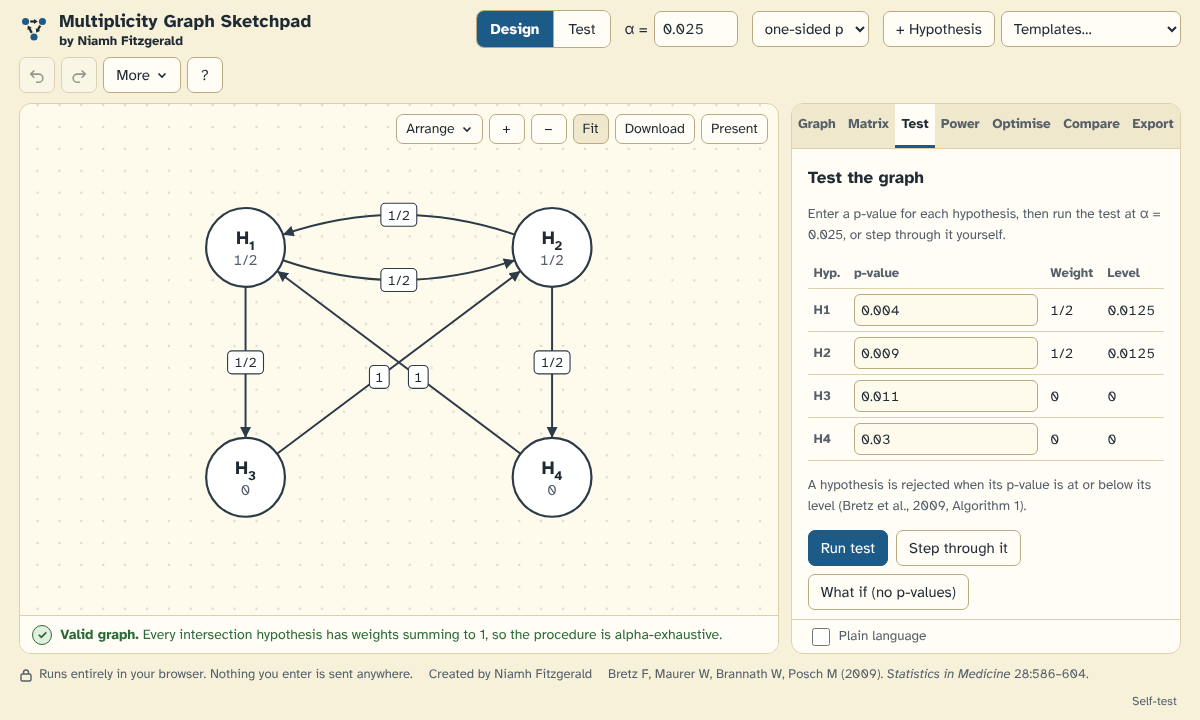 Multiplicity Graph Sketchpad
by Niamh Fitzgerald
Design Test α = 0.025 one-sided p + Hypothesis Templates...
More ?
Arrange + − Fit Download Present
Graph Matrix Test Power Optimise Compare Export
H1
1/2
H2
1/2
1/2
1/2
1/2
1/2
1
1
H3
0
H4
0
Valid graph. Every intersection hypothesis has weights summing to 1, so the procedure is alpha-exhaustive.
Test the graph
Enter a p-value for each hypothesis, then run the test at α =
0.025, or step through it yourself.
Hyp. p-value Weight Level
H1 0.004 1/2 0.0125
H2 0.009 1/2 0.0125
H3 0.011 0 0
H4 0.03 0 0
A hypothesis is rejected when its p-value is at or below its
level (Bretz et al., 2009, Algorithm 1).
Run test Step through it
What if (no p-values)
Plain language
Runs entirely in your browser. Nothing you enter is sent anywhere. Created by Niamh Fitzgerald Bretz F, Maurer W, Brannath W, Posch M (2009). Statistics in Medicine 28:586–604.
Self-test